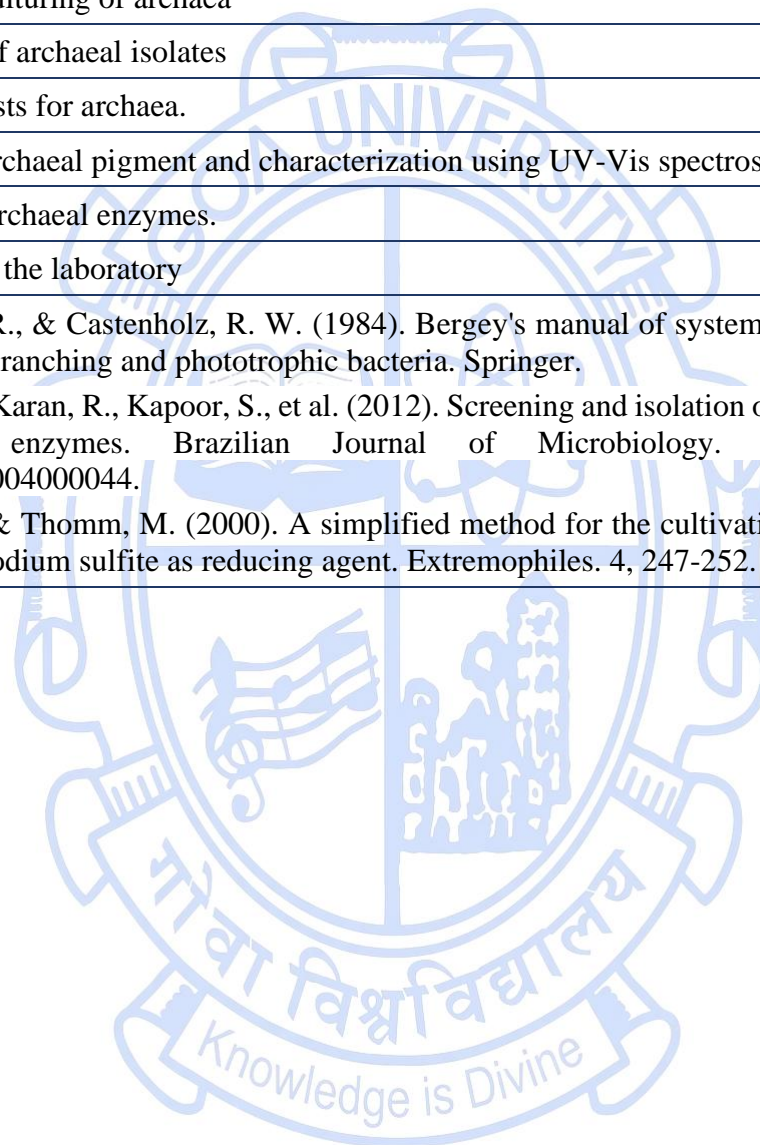 lturing of archaea
f archaeal isolates
sts for archaea.
rchaeal pigment and characterization using UV-Vis spectros
rchaeal enzymes.
the laboratory
R., & Castenholz, R. W. (1984). Bergey's manual of system
ranching and phototrophic bacteria. Springer.
Karan, R., Kapoor, S., et al. (2012). Screening and isolation o
enzymes. Brazilian Journal of Microbiology.
004000044.
& Thomm, M. (2000). A simplified method for the cultivati
odium sulfite as reducing agent. Extremophiles. 4, 247-252.
GOA UNIVERSITY
गोंवा विश्वविद्यालय
Knowledge is Divine